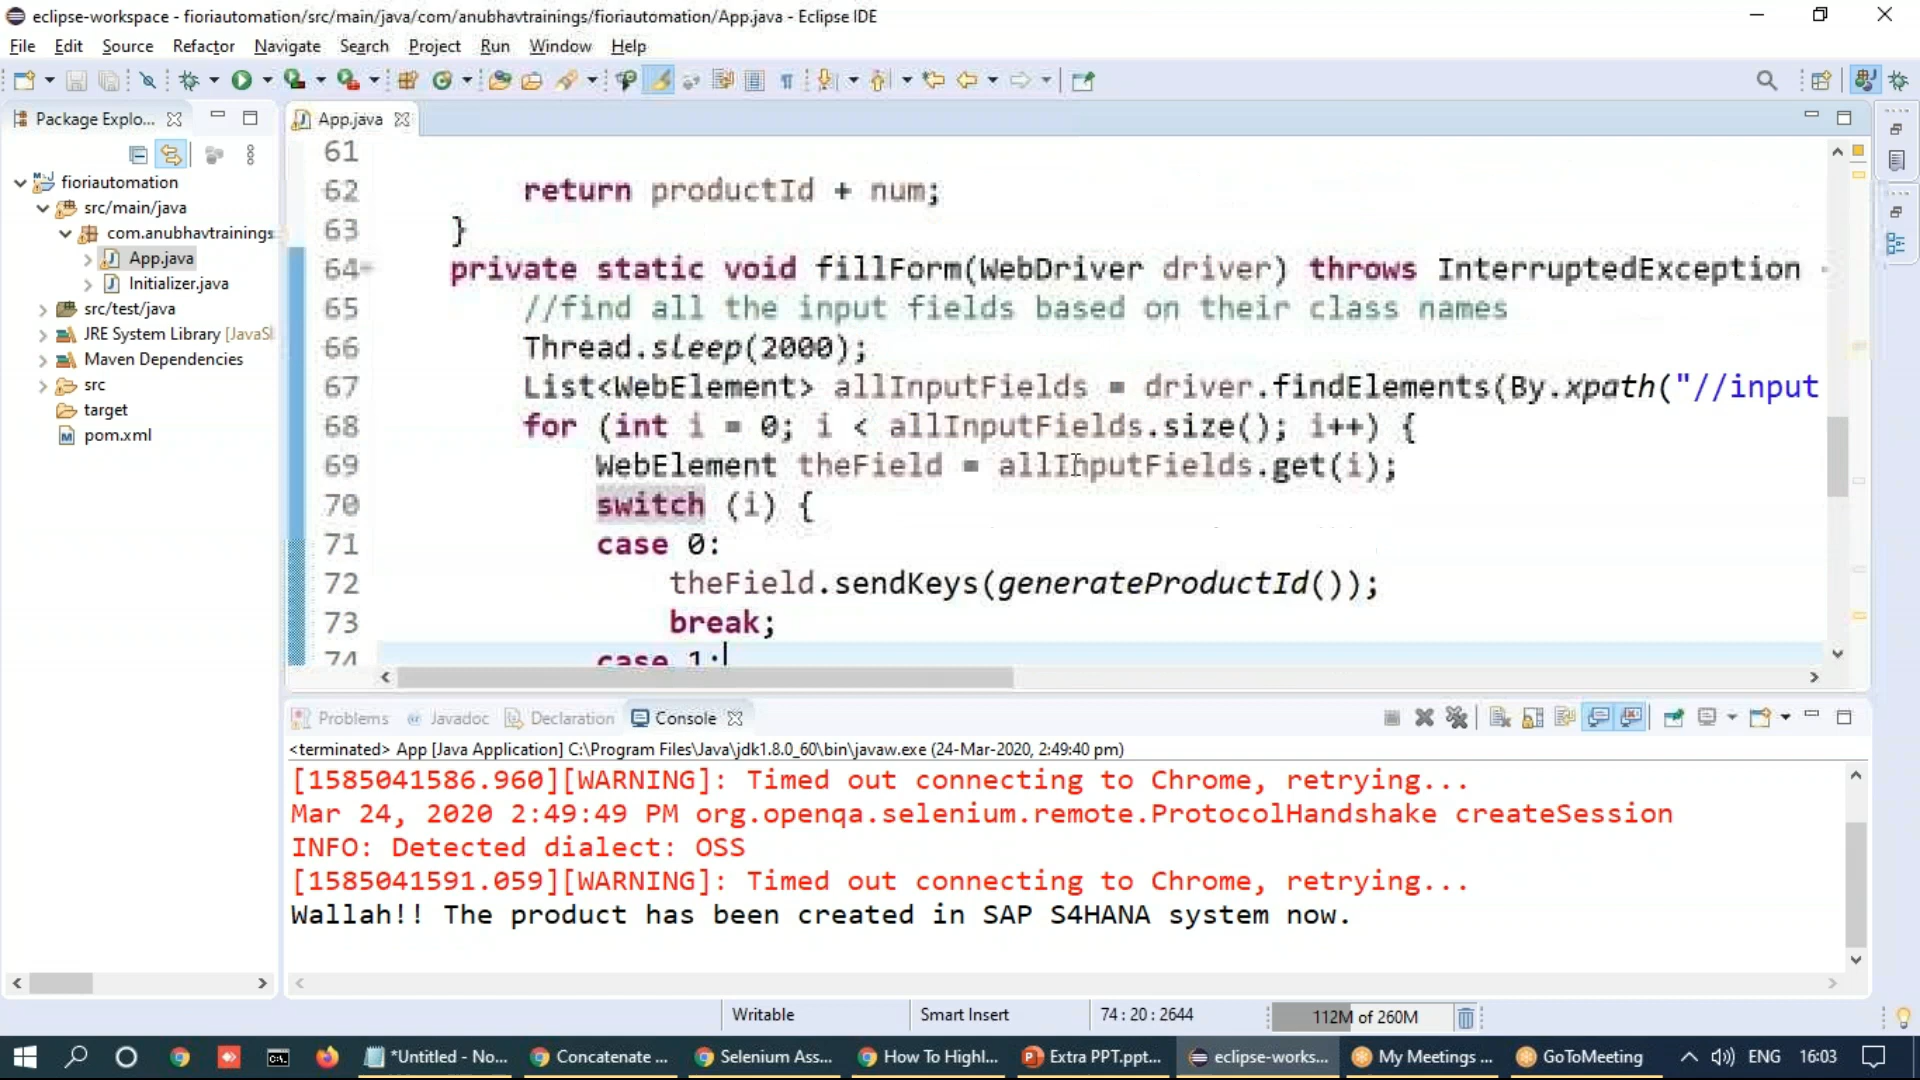 eclipse-workspace - fioriautomation/src/main/java/com/anubhavtrainings/fioriautomation/App.java - Eclipse IDE
File Edit Source Refactor Navigate Search Project Run Window Help
Package Explo...
App.java
fioriautomation
src/main/java
com.anubhavtrainings
App.java
Initializer.java
src/test/java
JRE System Library [JavaS
Maven Dependencies
src
target
pom.xml
61
62 return productId + num;
63 }
64 private static void fillForm(WebDriver driver) throws InterruptedException
65 //find all the input fields based on their class names
66 Thread.sleep(2000);
67 List<WebElement> allInputFields = driver.findElements(By.xpath("//input
68 for (int i = 0; i < allInputFields.size(); i++) {
69 WebElement theField = allInputFields.get(i);
70 switch (i) {
71 case 0:
72 theField.sendKeys(generateProductId());
73 break;
74 case 1:
Problems Javadoc Declaration Console
<terminated> App [Java Application] C:\Program Files\Java\jdk1.8.0_60\bin\javaw.exe (24-Mar-2020, 2:49:40 pm)
[1585041586.960][WARNING]: Timed out connecting to Chrome, retrying...
Mar 24, 2020 2:49:49 PM org.openqa.selenium.remote.ProtocolHandshake createSession
INFO: Detected dialect: OSS
[1585041591.059][WARNING]: Timed out connecting to Chrome, retrying...
Wallah!! The product has been created in SAP S4HANA system now.
Writable Smart Insert 74 : 20 : 2644 112M of 260M
*Untitled - No... Concatenate ... Selenium Ass... How To Highl... Extra PPT.ppt... eclipse-works... My Meetings ... GoToMeeting ENG 16:03